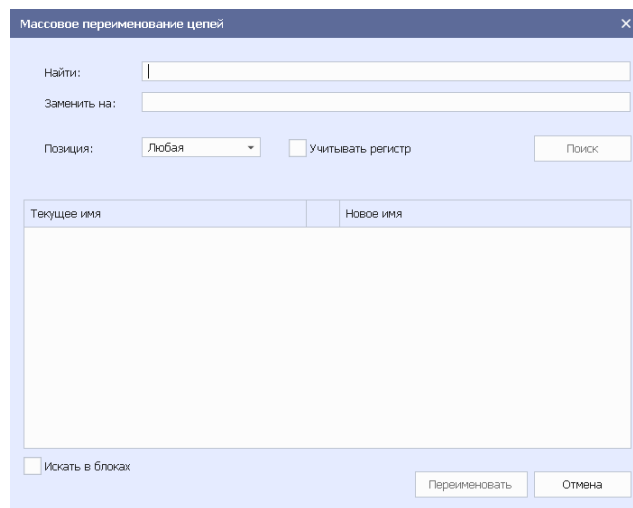 Массовое переименование цепей
Найти:
Заменить на:
Позиция: Любая Учитывать регистр Поиск
Текущее имя Новое имя
Искать в блоках
Переименовать Отмена